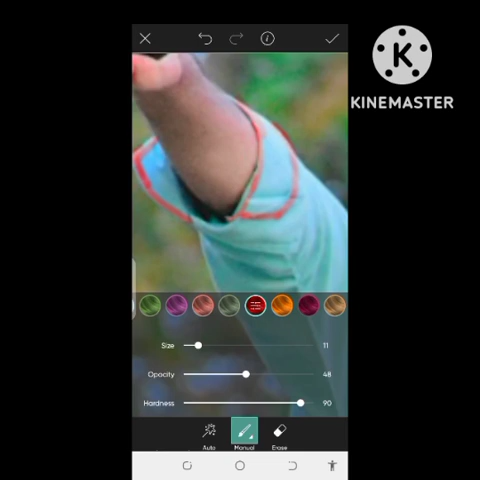 K
KINEMASTER
Size 11
Opacity 48
Hardness 90
Auto Manual Erase